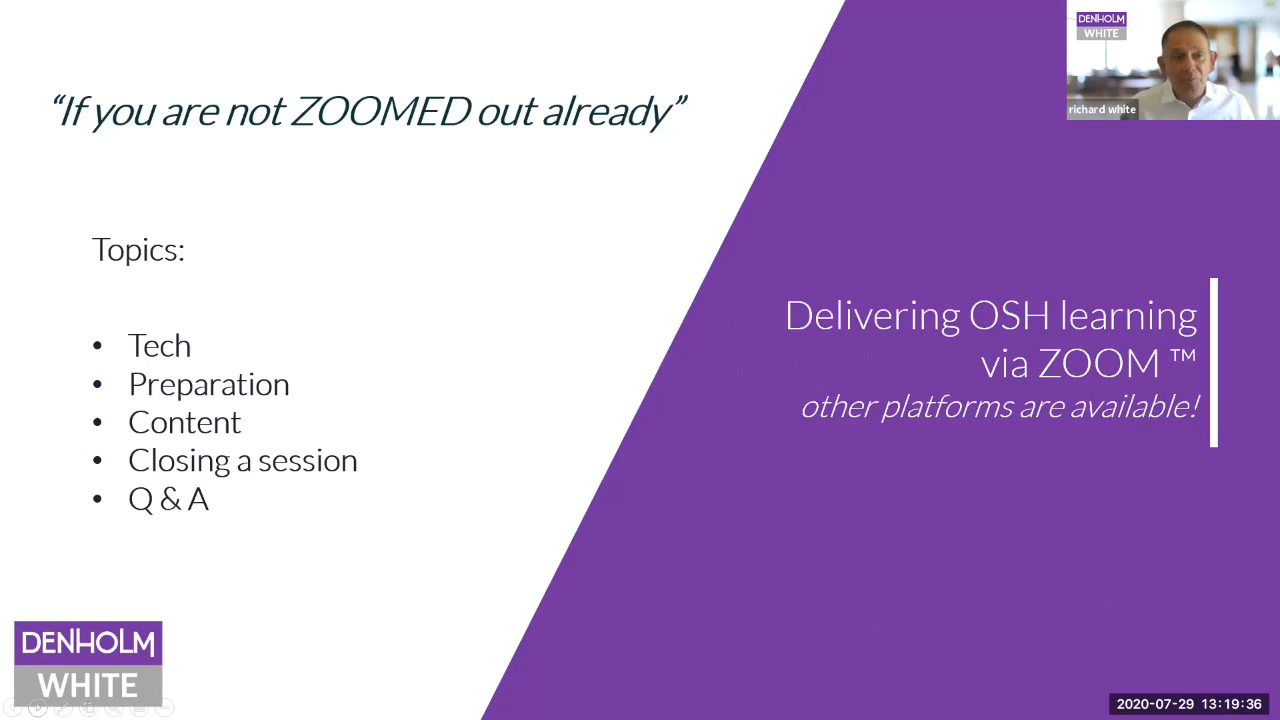 “If you are not ZOOMED out already”
Topics:
• Tech
• Preparation
• Content
• Closing a session
• Q & A
DENHOLM
WHITE
Delivering OSH learning
via ZOOM ™
other platforms are available!
DENHOLM
WHITE
richard white
2020-07-29 13:19:36